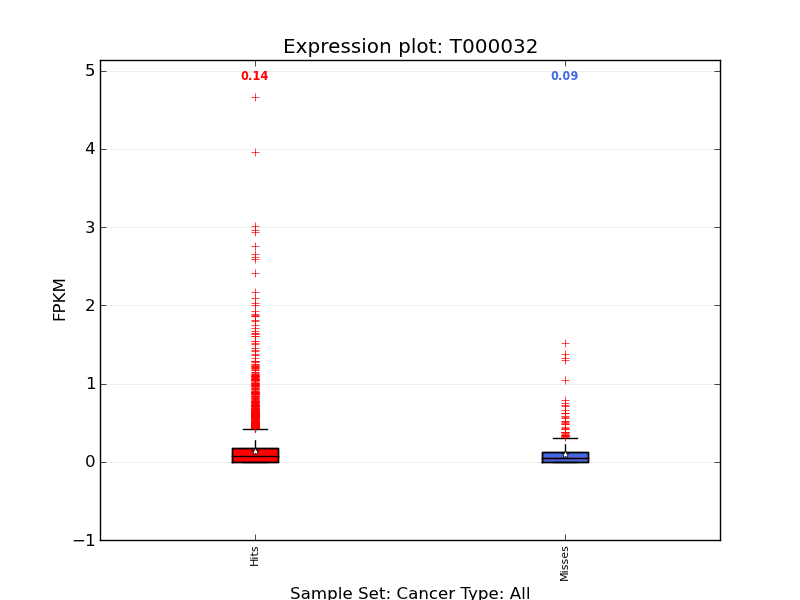 Expression plot: T000032
0.14
0.09
5
4
3
2
1
0
−1
FPKM
Hits
Misses
Sample Set: Cancer Type: All